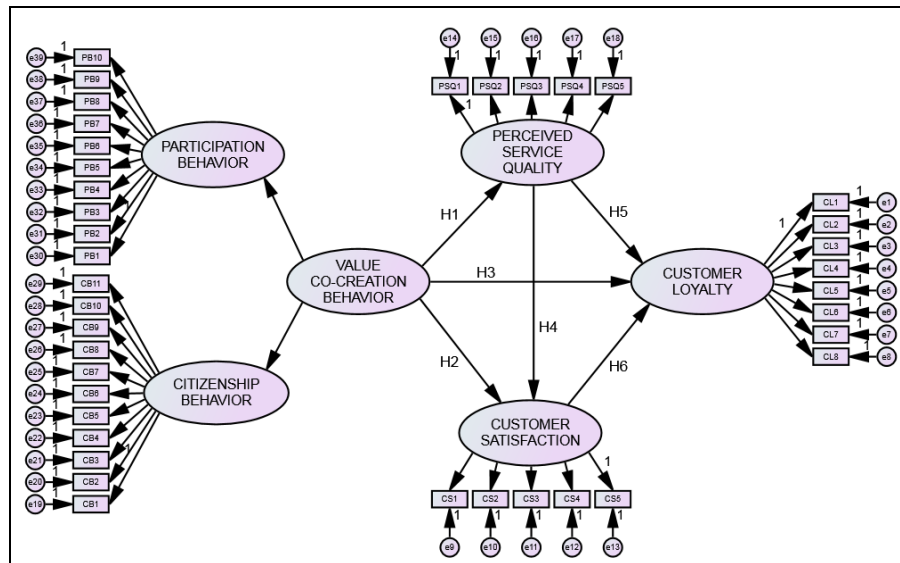 e39 1 PB10
e38 1 PB9
e37 1 PB8
e36 1 PB7
e35 1 PB6
e34 1 PB5
e33 1 PB4
e32 1 PB3 1
e31 1 PB2
e30 1 PB1
PARTICIPATION
BEHAVIOR
e29 1 CB11
e28 1 CB10
e27 1 CB9
e26 1 CB8
e25 1 CB7
e24 1 CB6
e23 1 CB5
e22 1 CB4
e21 1 CB3 1
e20 1 CB2
e19 1 CB1
CITIZENSHIP
BEHAVIOR
VALUE
CO-CREATION
BEHAVIOR
e14 e15 e16 e17 e18
1 1 1 1 1
PSQ1 PSQ2 PSQ3 PSQ4 PSQ5
1
PERCEIVED
SERVICE
QUALITY
H1
H5
H3
H4
H2
H6
CUSTOMER
SATISFACTION
1
CS1 CS2 CS3 CS4 CS5
1 1 1 1 1
e9 e10 e11 e12 e13
CUSTOMER
LOYALTY
1 CL1 1 e1
CL2 1 e2
CL3 1 e3
CL4 1 e4
CL5 1 e5
CL6 1 e6
CL7 1 e7
CL8 1 e8